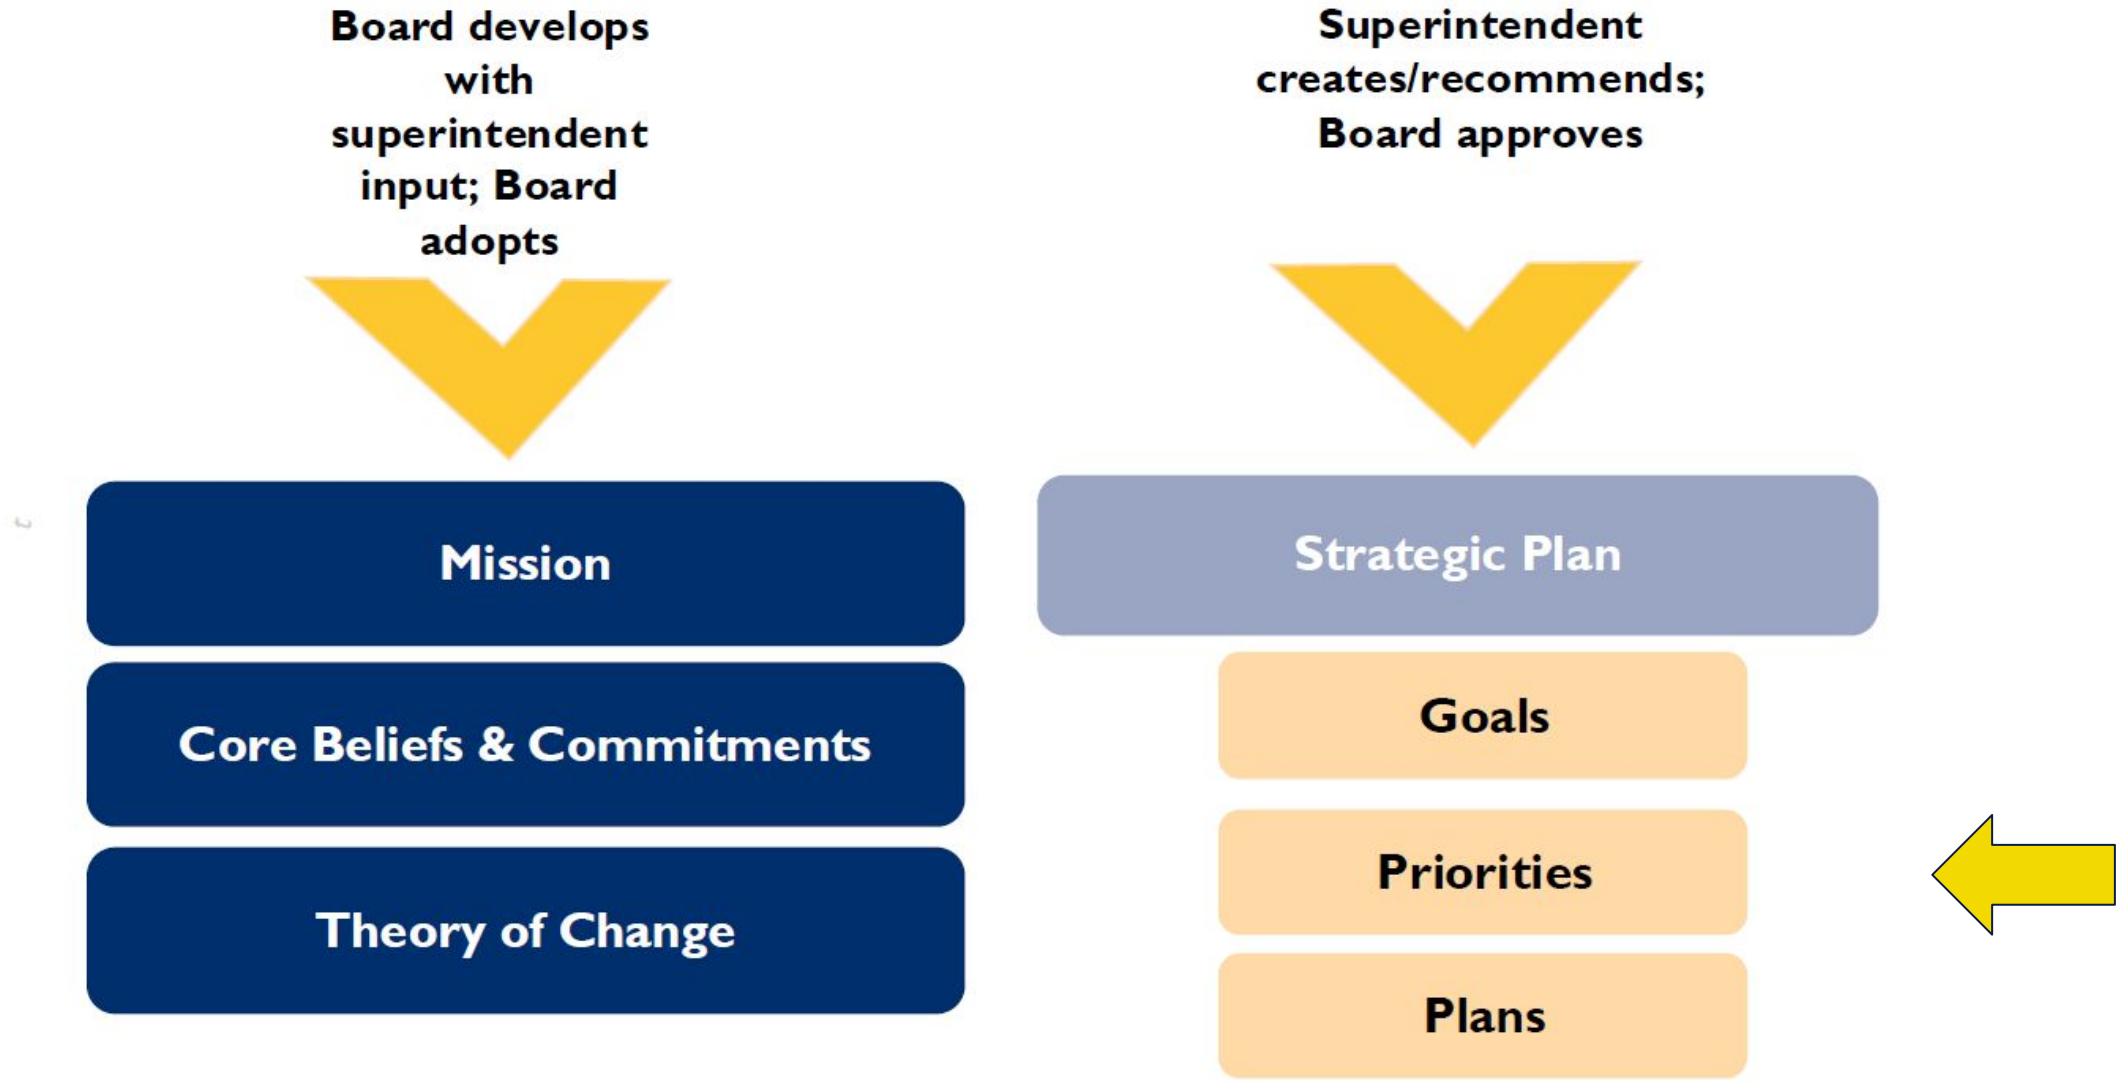 Board develops
with
superintendent
input; Board
adopts
Superintendent
creates/recommends;
Board approves
Mission
Core Beliefs & Commitments
Theory of Change
Strategic Plan
Goals
Priorities
Plans